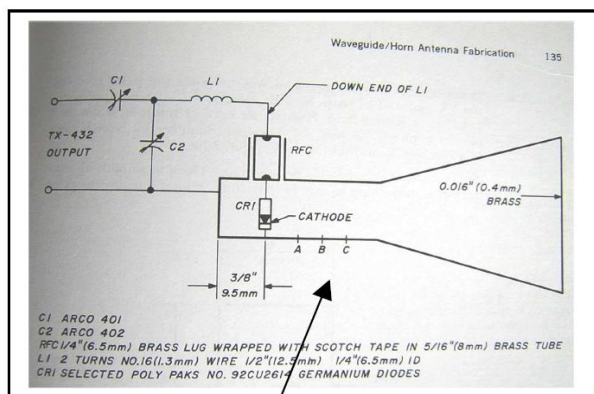 Waveguide/Horn Antenna Fabrication 135
C1
L1
DOWN END OF L1
TX-432
OUTPUT
C2
RFC
0.016" (0.4mm)
BRASS
CR1
CATHODE
A B C
3/8"
9.5mm
C1 ARCO 401
C2 ARCO 402
RFC 1/4" (6.5mm) BRASS LUG WRAPPED WITH SCOTCH TAPE IN 5/16" (8mm) BRASS TUBE
L1 2 TURNS NO.16 (1.3mm) WIRE 1/2" (12.5mm) 1/4" (6.5mm) ID
CR1 SELECTED POLY PAKS NO. 92CU2614 GERMANIUM DIODES